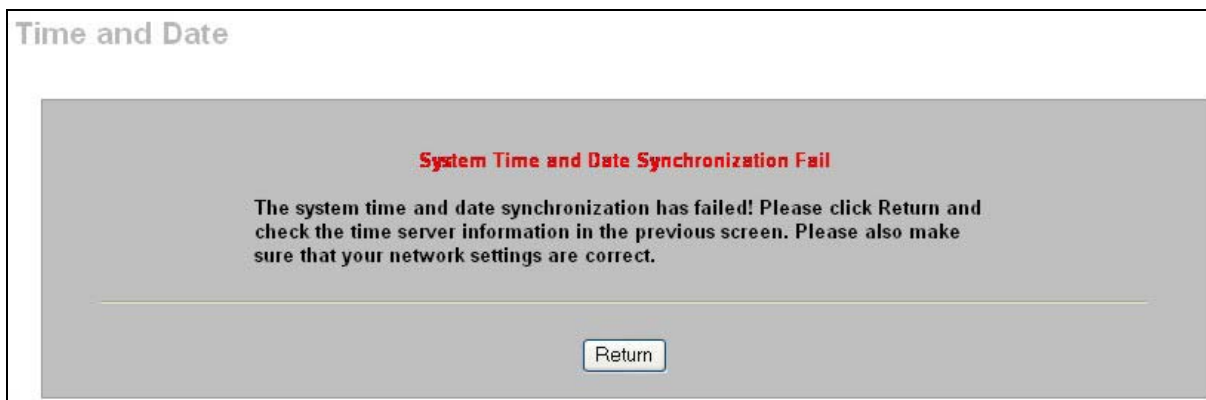 Time and Date
System Time and Date Synchronization Fail
The system time and date synchronization has failed! Please click Return and
check the time server information in the previous screen. Please also make
sure that your network settings are correct.
Return